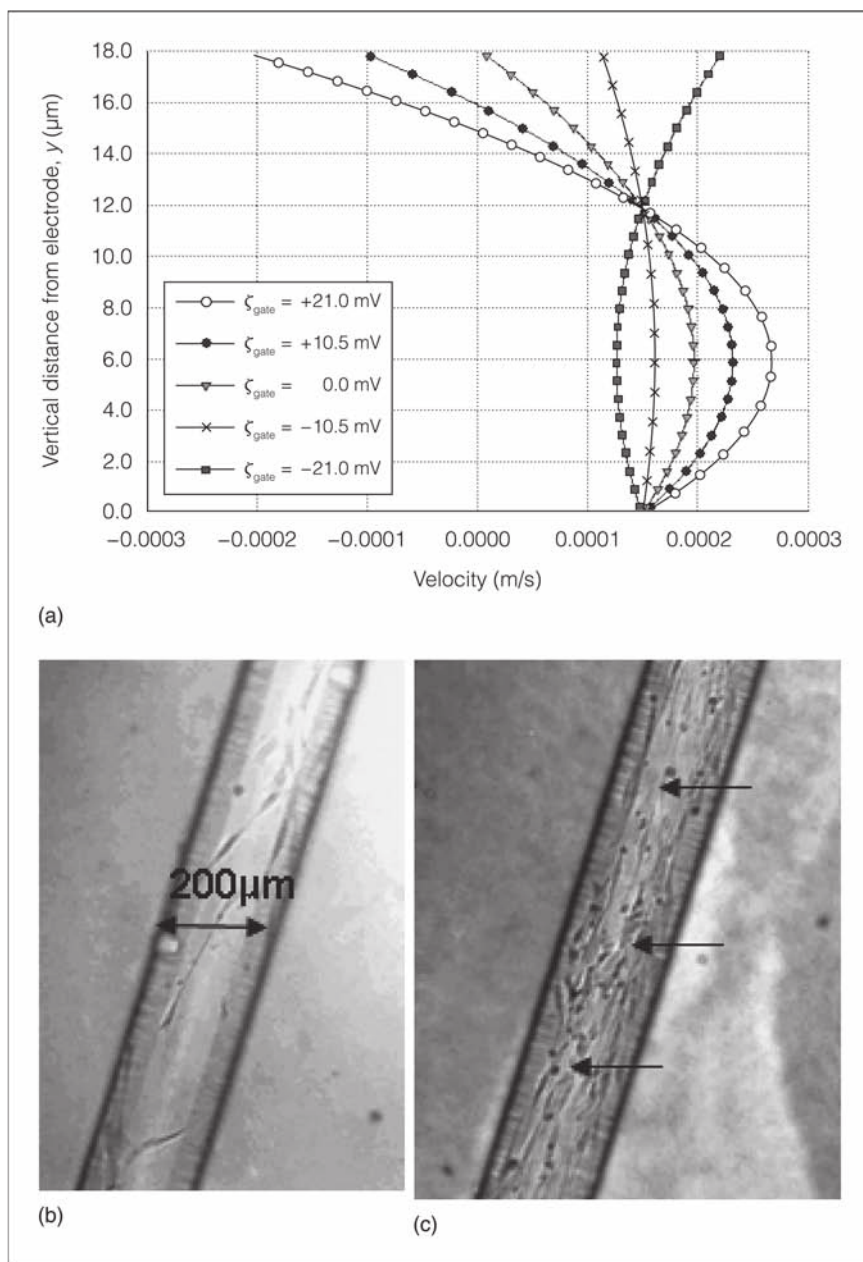 18.0
16.0
14.0
12.0
10.0
8.0
6.0
4.0
2.0
0.0
Vertical distance from electrode, y (μm)
ζgate = +21.0 mV
ζgate = +10.5 mV
ζgate = 0.0 mV
ζgate = −10.5 mV
ζgate = −21.0 mV
−0.0003 −0.0002 −0.0001 0.0000 0.0001 0.0002 0.0003
Velocity (m/s)
(a)
200μm
(b)
(c)